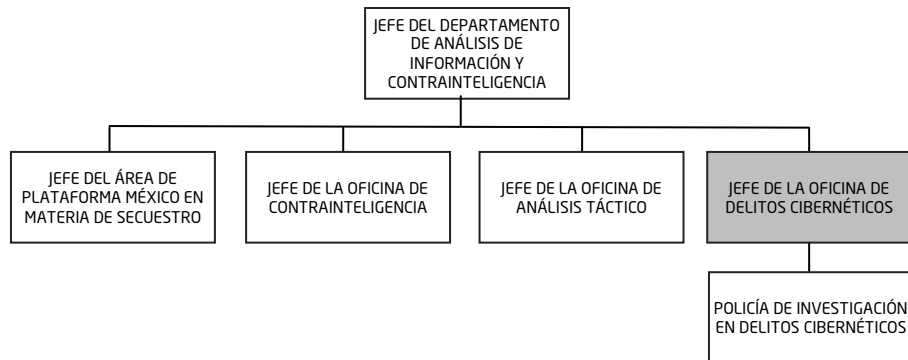 JEFE DEL DEPARTAMENTO
DE ANÁLISIS DE
INFORMACIÓN Y
CONTRAINTELIGENCIA
JEFE DEL ÁREA DE
PLATAFORMA MÉXICO EN
MATERIA DE SECUESTRO
JEFE DE LA OFICINA DE
CONTRAINTELIGENCIA
JEFE DE LA OFICINA DE
ANÁLISIS TÁCTICO
JEFE DE LA OFICINA DE
DELITOS CIBERNÉTICOS
POLICÍA DE INVESTIGACIÓN
EN DELITOS CIBERNÉTICOS